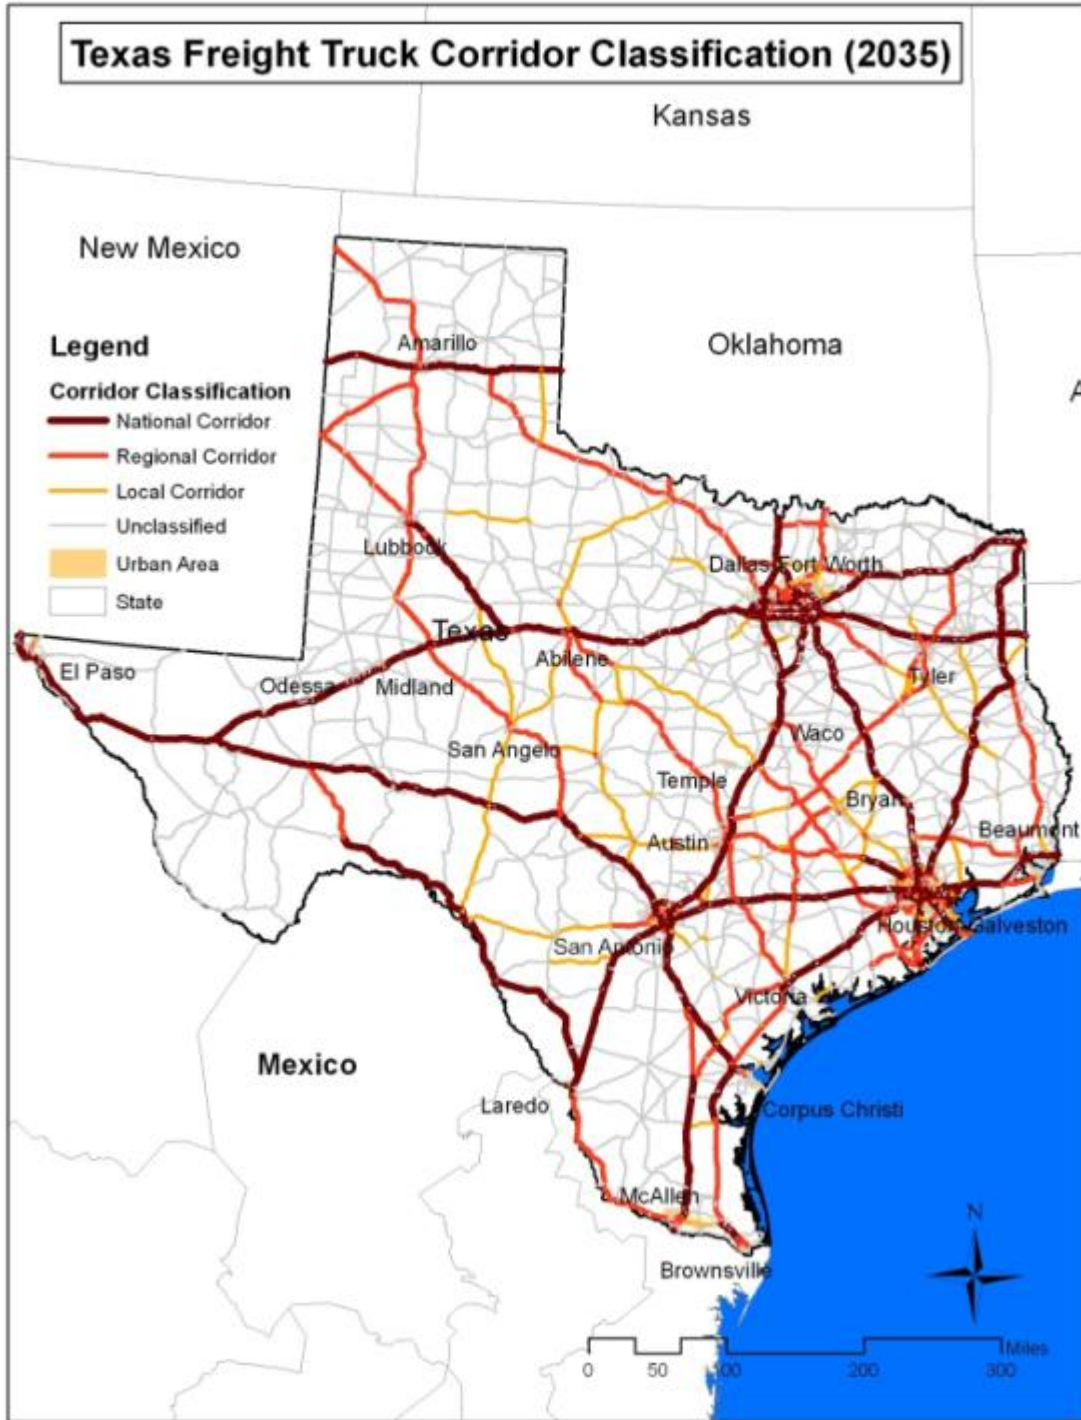 Texas Freight Truck Corridor Classification (2035)
Kansas
New Mexico
Oklahoma
A
Legend
Corridor Classification
National Corridor
Regional Corridor
Local Corridor
Unclassified
Urban Area
State
Amarillo
Lubbock
Dallas-Fort Worth
Texas
Abilene
El Paso
Odessa
Midland
Tyler
San Angelo
Waco
Temple
Bryan
Austin
Beaumont
San Antonio
Houston-Galveston
Victoria
Mexico
Laredo
Corpus Christi
McAllen
Brownsville
N
Miles
0 50 100 200 300